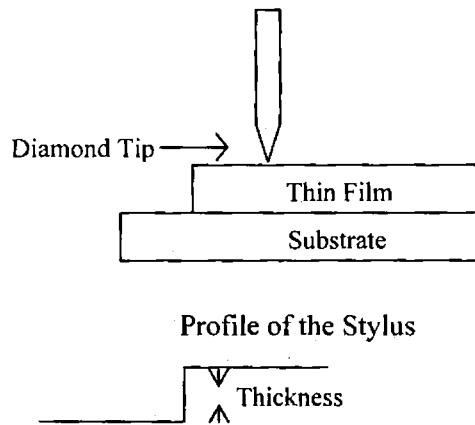 Diamond Tip
Thin Film
Substrate
Profile of the Stylus
Thickness